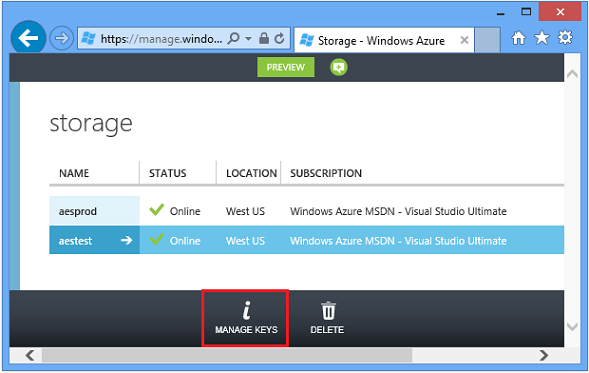 https://manage.windo...
Storage - Windows Azure
PREVIEW
storage
NAME STATUS LOCATION SUBSCRIPTION
aesprod Online West US Windows Azure MSDN - Visual Studio Ultimate
aestest Online West US Windows Azure MSDN - Visual Studio Ultimate
MANAGE KEYS DELETE